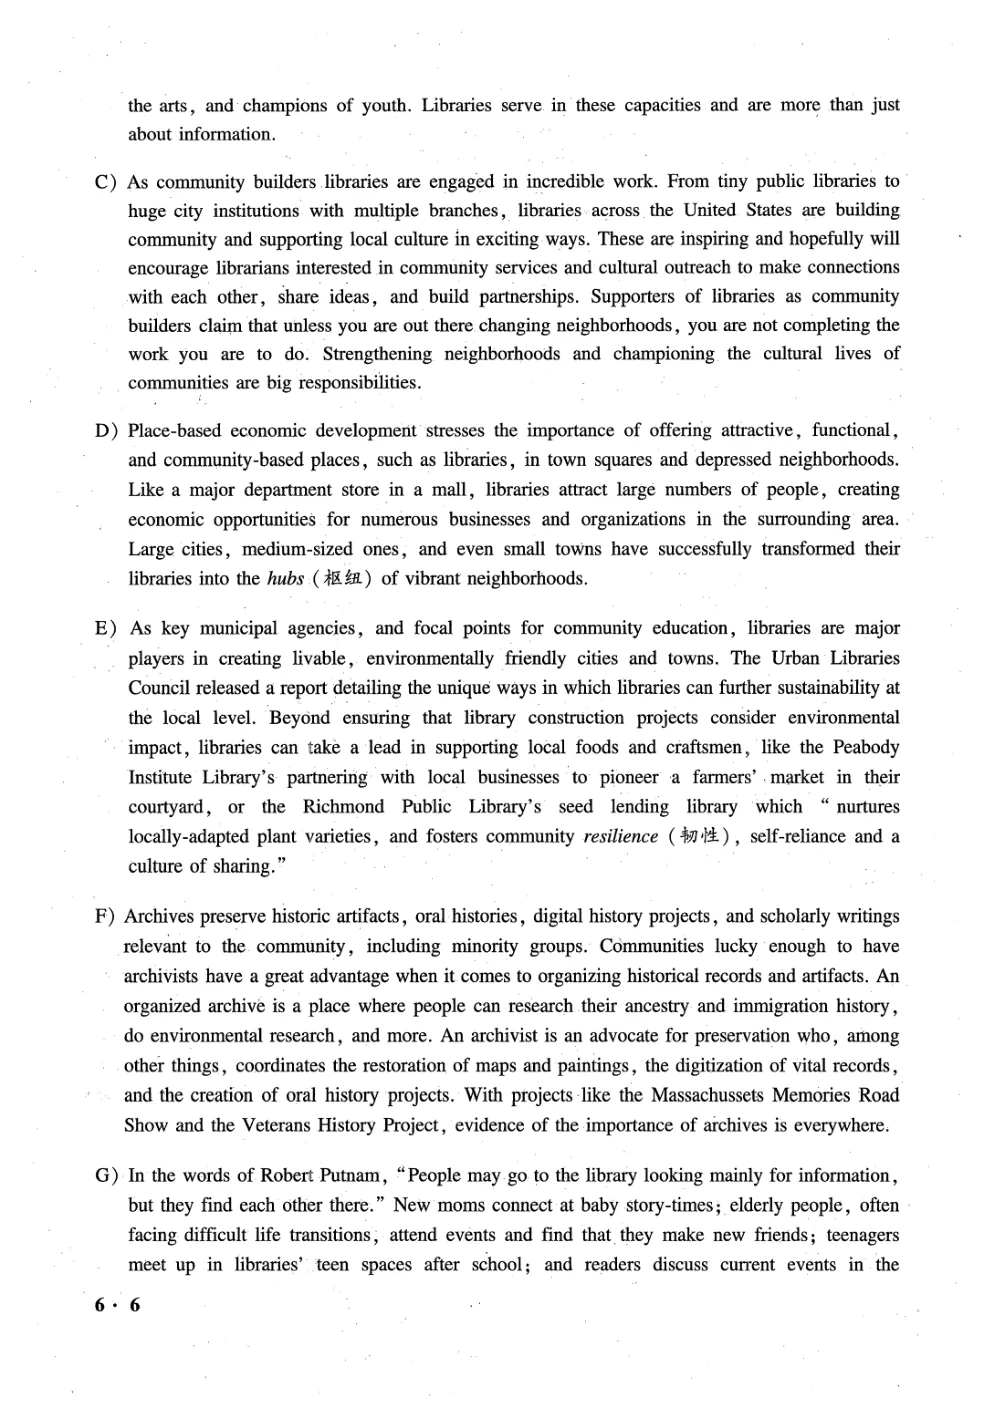 the arts, and champions of youth. Libraries serve in these capacities and are more than just
about information.
C) As community builders libraries are engaged in incredible work. From tiny public libraries to
huge city institutions with multiple branches, libraries across the United States are building
community and supporting local culture in exciting ways. These are inspiring and hopefully will
encourage librarians interested in community services and cultural outreach to make connections
with each other, share ideas, and build partnerships. Supporters of libraries as community
builders claim that unless you are out there changing neighborhoods, you are not completing the
work you are to do. Strengthening neighborhoods and championing the cultural lives of
communities are big responsibilities.
D) Place-based economic development stresses the importance of offering attractive, functional,
and community-based places, such as libraries, in town squares and depressed neighborhoods.
Like a major department store in a mall, libraries attract large numbers of people, creating
economic opportunities for numerous businesses and organizations in the surrounding area.
Large cities, medium-sized ones, and even small towns have successfully transformed their
libraries into the hubs (枢纽) of vibrant neighborhoods.
E) As key municipal agencies, and focal points for community education, libraries are major
players in creating livable, environmentally friendly cities and towns. The Urban Libraries
Council released a report detailing the unique ways in which libraries can further sustainability at
the local level. Beyond ensuring that library construction projects consider environmental
impact, libraries can take a lead in supporting local foods and craftsmen, like the Peabody
Institute Library's partnering with local businesses to pioneer a farmers' market in their
courtyard, or the Richmond Public Library's seed lending library which "nurtures
locally-adapted plant varieties, and fosters community resilience (韧性), self-reliance and a
culture of sharing."
F) Archives preserve historic artifacts, oral histories, digital history projects, and scholarly writings
relevant to the community, including minority groups. Communities lucky enough to have
archivists have a great advantage when it comes to organizing historical records and artifacts. An
organized archive is a place where people can research their ancestry and immigration history,
do environmental research, and more. An archivist is an advocate for preservation who, among
other things, coordinates the restoration of maps and paintings, the digitization of vital records,
and the creation of oral history projects. With projects like the Massachussets Memories Road
Show and the Veterans History Project, evidence of the importance of archives is everywhere.
G) In the words of Robert Putnam, "People may go to the library looking mainly for information,
but they find each other there." New moms connect at baby story-times; elderly people, often
facing difficult life transitions, attend events and find that they make new friends; teenagers
meet up in libraries' teen spaces after school; and readers discuss current events in the
6 · 6